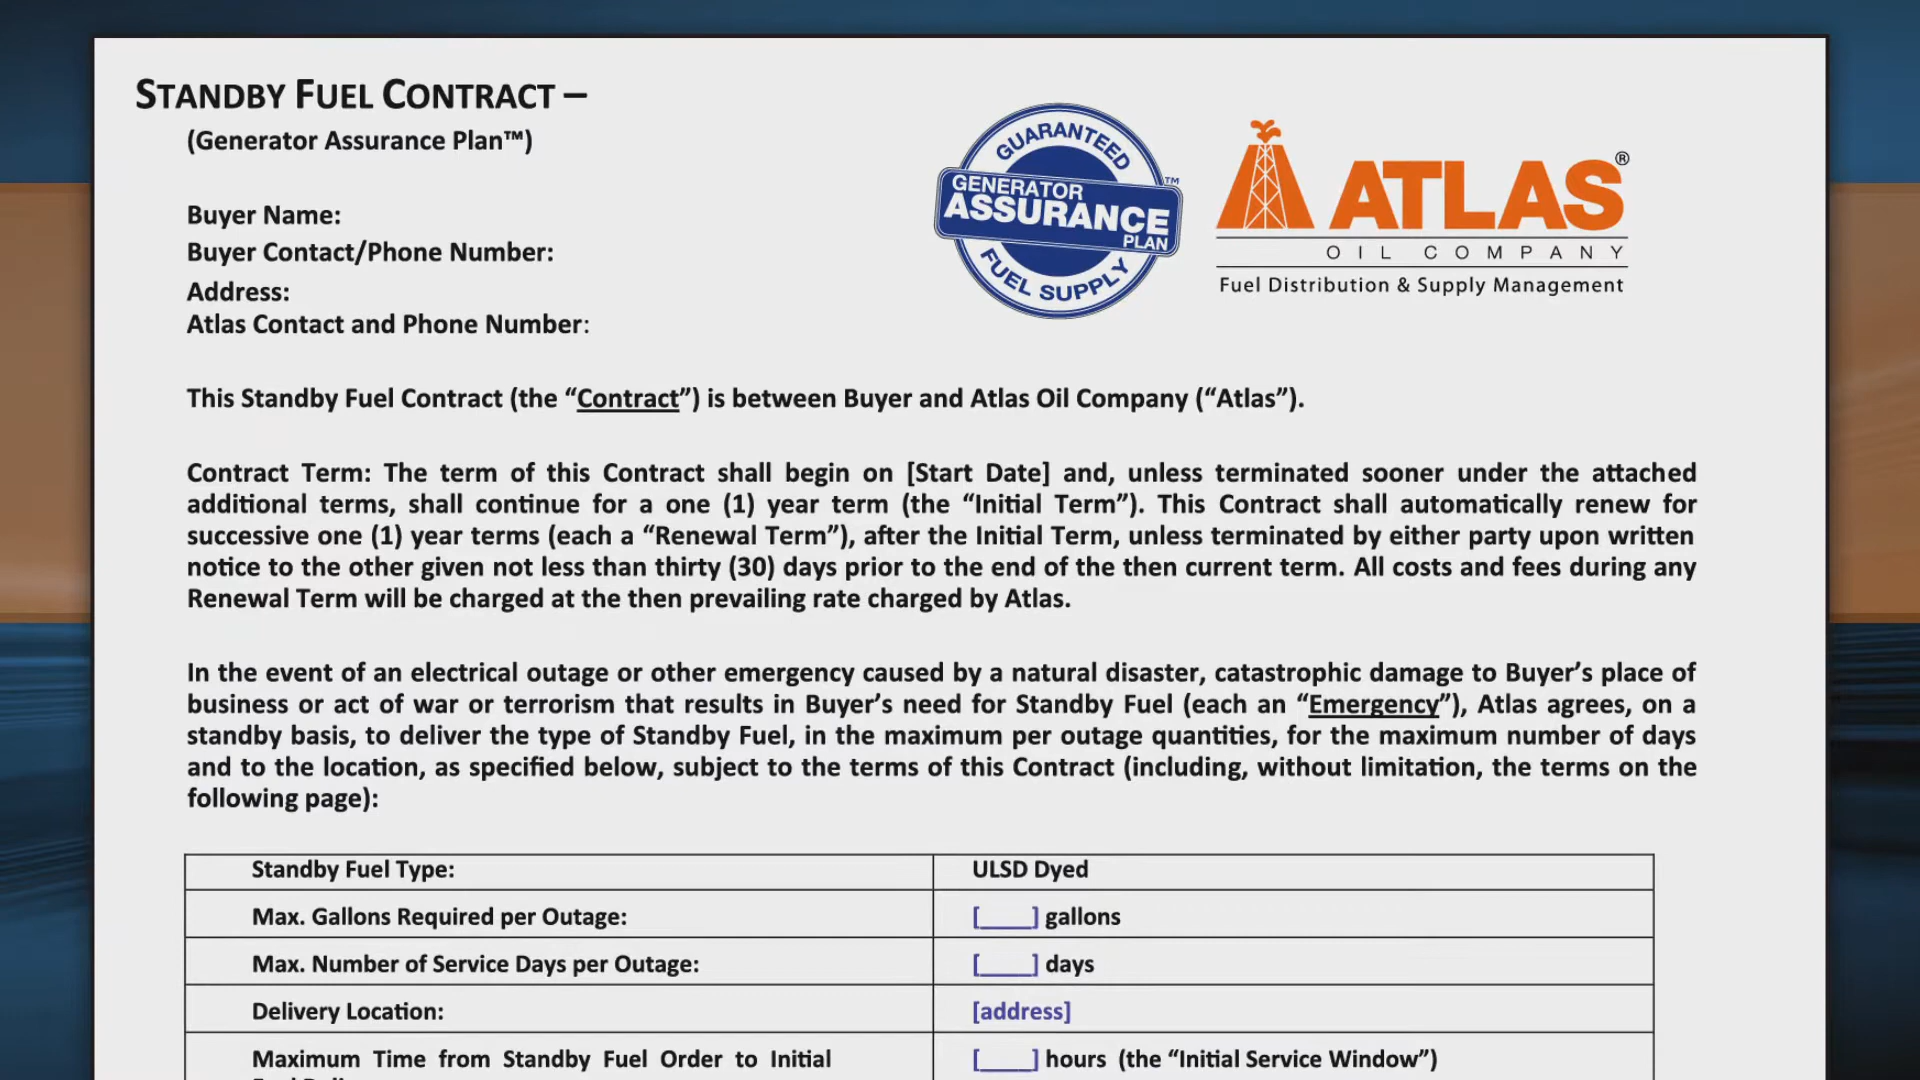 STANDBY FUEL CONTRACT –
(Generator Assurance Plan™)
GUARANTEED
GENERATOR
ASSURANCE
PLAN
™
FUEL SUPPLY
ATLAS®
OIL COMPANY
Fuel Distribution & Supply Management
Buyer Name:
Buyer Contact/Phone Number:
Address:
Atlas Contact and Phone Number:
This Standby Fuel Contract (the “Contract”) is between Buyer and Atlas Oil Company (“Atlas”).
Contract Term: The term of this Contract shall begin on [Start Date] and, unless terminated sooner under the attached
additional terms, shall continue for a one (1) year term (the “Initial Term”). This Contract shall automatically renew for
successive one (1) year terms (each a “Renewal Term”), after the Initial Term, unless terminated by either party upon written
notice to the other given not less than thirty (30) days prior to the end of the then current term. All costs and fees during any
Renewal Term will be charged at the then prevailing rate charged by Atlas.
In the event of an electrical outage or other emergency caused by a natural disaster, catastrophic damage to Buyer’s place of
business or act of war or terrorism that results in Buyer’s need for Standby Fuel (each an “Emergency”), Atlas agrees, on a
standby basis, to deliver the type of Standby Fuel, in the maximum per outage quantities, for the maximum number of days
and to the location, as specified below, subject to the terms of this Contract (including, without limitation, the terms on the
following page):
Standby Fuel Type: ULSD Dyed
Max. Gallons Required per Outage: [____] gallons
Max. Number of Service Days per Outage: [____] days
Delivery Location: [address]
Maximum Time from Standby Fuel Order to Initial [____] hours (the “Initial Service Window”)